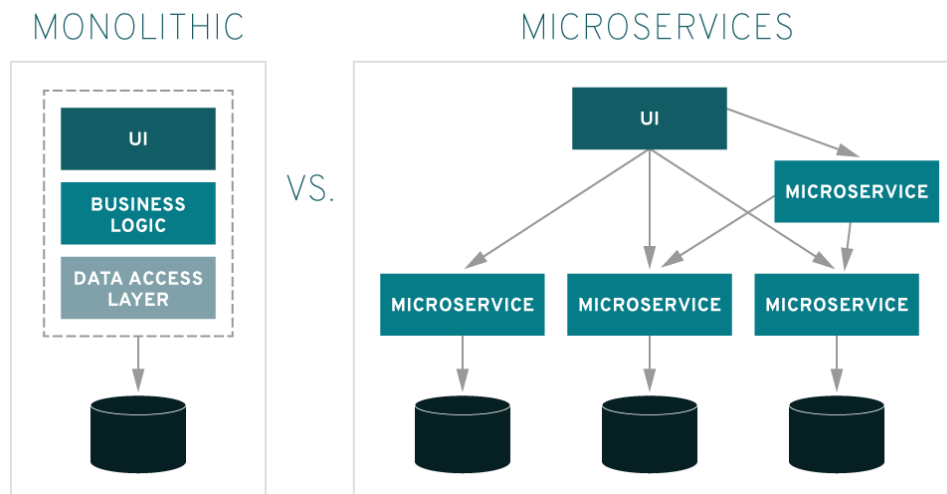 MONOLITHIC
UI
BUSINESS
LOGIC
DATA ACCESS
LAYER
VS.
MICROSERVICES
UI
MICROSERVICE
MICROSERVICE
MICROSERVICE
MICROSERVICE